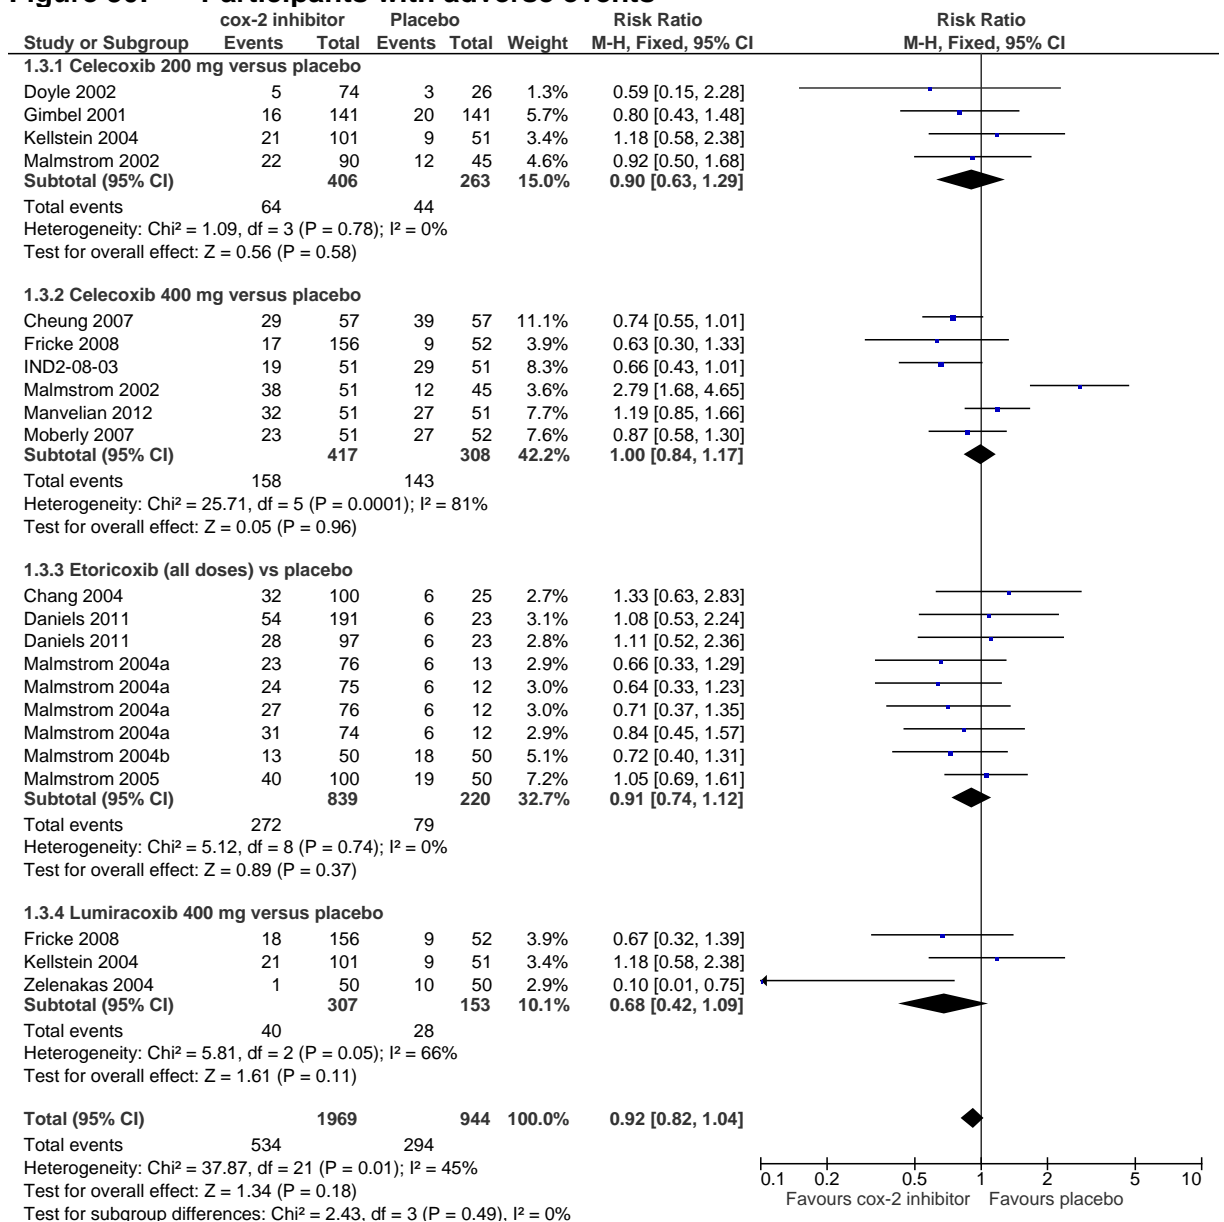 cox-2 inhibitor Placebo Risk Ratio Risk Ratio
Study or Subgroup Events Total Events Total Weight M-H, Fixed, 95% CI M-H, Fixed, 95% CI
1.3.1 Celecoxib 200 mg versus placebo
Doyle 2002 5 74 3 26 1.3% 0.59 [0.15, 2.28]
Gimbel 2001 16 141 20 141 5.7% 0.80 [0.43, 1.48]
Kellstein 2004 21 101 9 51 3.4% 1.18 [0.58, 2.38]
Malmstrom 2002 22 90 12 45 4.6% 0.92 [0.50, 1.68]
Subtotal (95% CI) 406 263 15.0% 0.90 [0.63, 1.29]
Total events 64 44
Heterogeneity: Chi² = 1.09, df = 3 (P = 0.78); I² = 0%
Test for overall effect: Z = 0.56 (P = 0.58)
1.3.2 Celecoxib 400 mg versus placebo
Cheung 2007 29 57 39 57 11.1% 0.74 [0.55, 1.01]
Fricke 2008 17 156 9 52 3.9% 0.63 [0.30, 1.33]
IND2-08-03 19 51 29 51 8.3% 0.66 [0.43, 1.01]
Malmstrom 2002 38 51 12 45 3.6% 2.79 [1.68, 4.65]
Manvelian 2012 32 51 27 51 7.7% 1.19 [0.85, 1.66]
Moberly 2007 23 51 27 52 7.6% 0.87 [0.58, 1.30]
Subtotal (95% CI) 417 308 42.2% 1.00 [0.84, 1.17]
Total events 158 143
Heterogeneity: Chi² = 25.71, df = 5 (P = 0.0001); I² = 81%
Test for overall effect: Z = 0.05 (P = 0.96)
1.3.3 Etoricoxib (all doses) vs placebo
Chang 2004 32 100 6 25 2.7% 1.33 [0.63, 2.83]
Daniels 2011 54 191 6 23 3.1% 1.08 [0.53, 2.24]
Daniels 2011 28 97 6 23 2.8% 1.11 [0.52, 2.36]
Malmstrom 2004a 23 76 6 13 2.9% 0.66 [0.33, 1.29]
Malmstrom 2004a 24 75 6 12 3.0% 0.64 [0.33, 1.23]
Malmstrom 2004a 27 76 6 12 3.0% 0.71 [0.37, 1.35]
Malmstrom 2004a 31 74 6 12 2.9% 0.84 [0.45, 1.57]
Malmstrom 2004b 13 50 18 50 5.1% 0.72 [0.40, 1.31]
Malmstrom 2005 40 100 19 50 7.2% 1.05 [0.69, 1.61]
Subtotal (95% CI) 839 220 32.7% 0.91 [0.74, 1.12]
Total events 272 79
Heterogeneity: Chi² = 5.12, df = 8 (P = 0.74); I² = 0%
Test for overall effect: Z = 0.89 (P = 0.37)
1.3.4 Lumiracoxib 400 mg versus placebo
Fricke 2008 18 156 9 52 3.9% 0.67 [0.32, 1.39]
Kellstein 2004 21 101 9 51 3.4% 1.18 [0.58, 2.38]
Zelenakas 2004 1 50 10 50 2.9% 0.10 [0.01, 0.75]
Subtotal (95% CI) 307 153 10.1% 0.68 [0.42, 1.09]
Total events 40 28
Heterogeneity: Chi² = 5.81, df = 2 (P = 0.05); I² = 66%
Test for overall effect: Z = 1.61 (P = 0.11)
Total (95% CI) 1969 944 100.0% 0.92 [0.82, 1.04]
Total events 534 294
Heterogeneity: Chi² = 37.87, df = 21 (P = 0.01); I² = 45%
Test for overall effect: Z = 1.34 (P = 0.18)
Test for subgroup differences: Chi² = 2.43, df = 3 (P = 0.49), I² = 0%
0.1 0.2 0.5 1 2 5 10
Favours cox-2 inhibitor Favours placebo